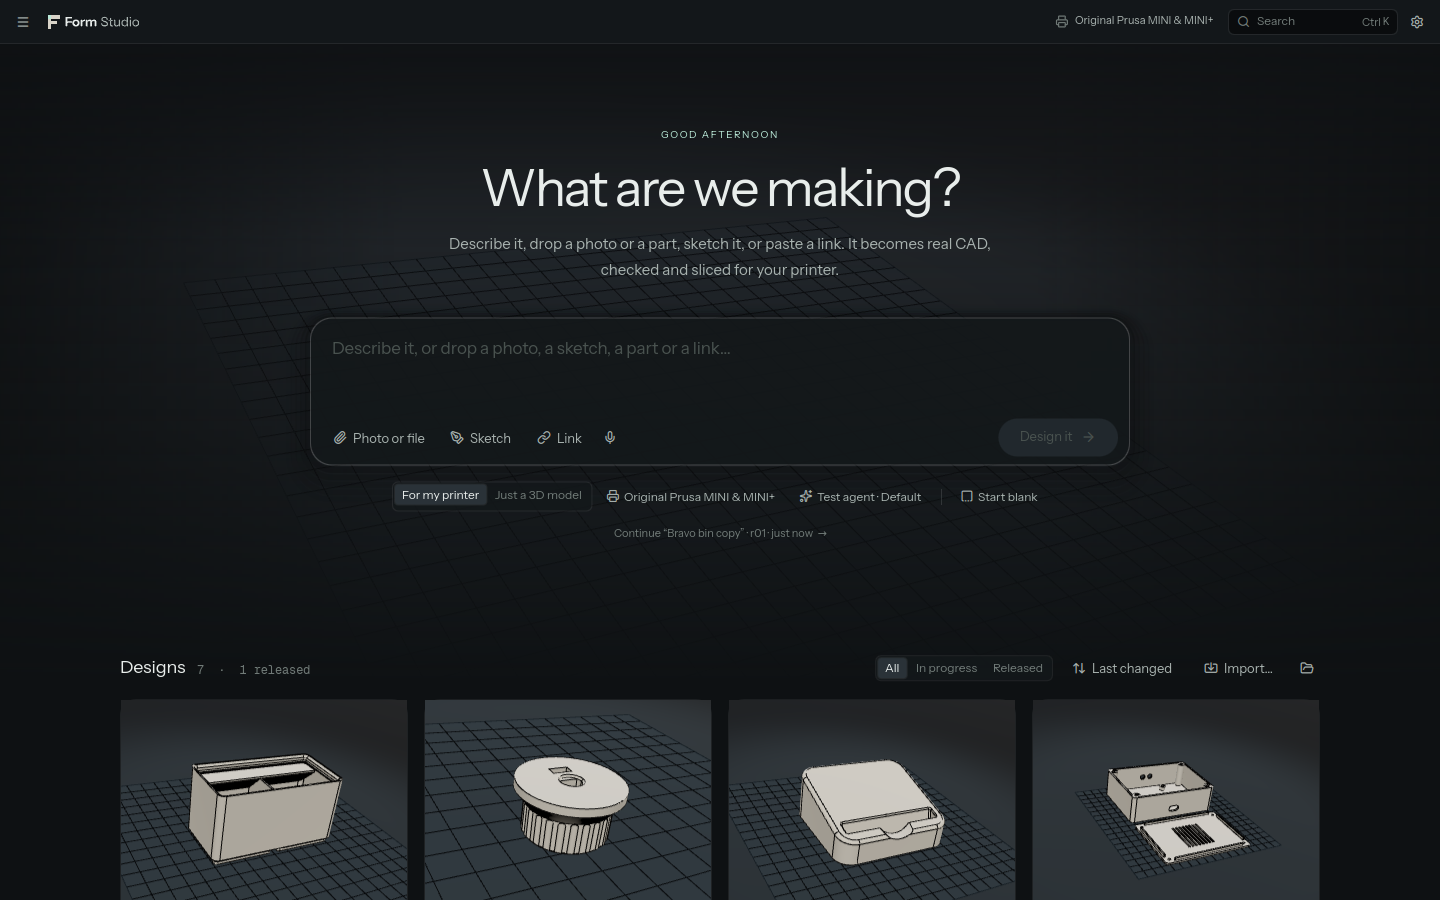 Form Studio
Original Prusa MINI & MINI+
Search
Ctrl K
GOOD AFTERNOON
What are we making?
Describe it, drop a photo or a part, sketch it, or paste a link. It becomes real CAD,
checked and sliced for your printer.
Describe it, or drop a photo, a sketch, a part or a link...
Photo or file
Sketch
Link
Design it →
For my printer
Just a 3D model
Original Prusa MINI & MINI+
Test agent · Default
Start blank
Continue “Bravo bin copy” · r01 · just now →
Designs 7 · 1 released
All
In progress
Released
Last changed
Import...